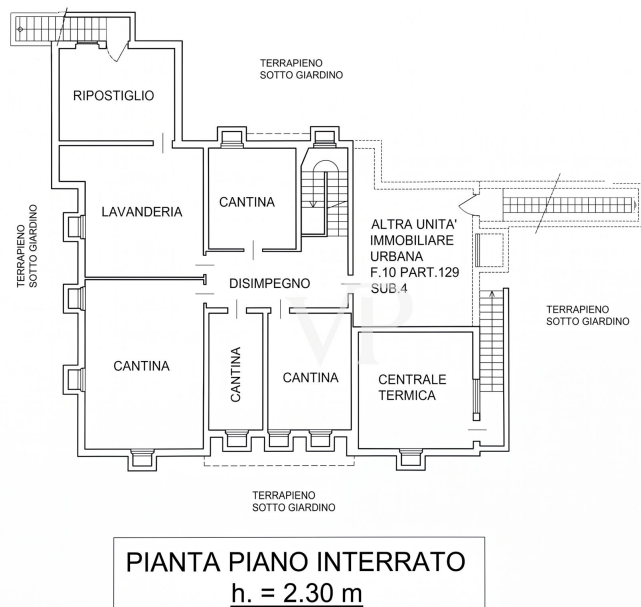 TERRAPIENO
SOTTO GIARDINO
RIPOSTIGLIO
LAVANDERIA
CANTINA
ALTRA UNITA'
IMMOBILIARE
URBANA
F.10 PART.129
SUB.4
TERRAPIENO
SOTTO GIARDINO
DISIMPEGNO
TERRAPIENO
SOTTO GIARDINO
CANTINA
CANTINA
CANTINA
CENTRALE
TERMICA
VP
TERRAPIENO
SOTTO GIARDINO
PIANTA PIANO INTERRATO
h. = 2.30 m